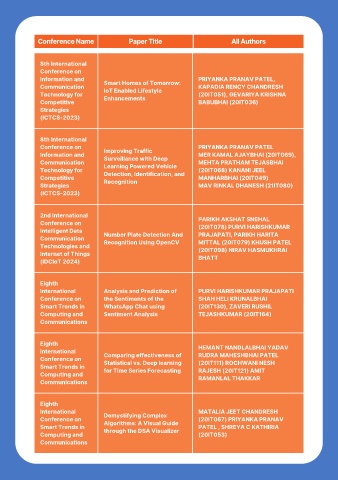 Conference Name
Paper Title
All Authors
8th International
Conference on
Information and
Communication
Technology for
Competitive
Strategies
(ICTCS-2023)
Smart Homes of Tomorrow:
IoT Enabled Lifestyle
Enhancements
PRIYANKA PRANAV PATEL,
KAPADIA RENCY CHANDRESH
(20IT051), GEVARIYA KRISHNA
BABUBHAI (20IT036)
8th International
Conference on
Information and
Communication
Technology for
Competitive
Strategies
(ICTCS-2023)
Improving Traffic
Surveillance with Deep
Learning Powered Vehicle
Detection, Identification, and
Recognition
PRIYANKA PRANAV PATEL
MER KAMAL AJAYBHAI (20IT069),
MEHTA PRATHAM TEJASBHAI
(20IT068) KANANI JEEL
MANHARBHAI (20IT049)
MAV RINKAL DHANESH (21IT080)
2nd International
Conference on
Intelligent Data
Communication
Technologies and
Internet of Things
(IDCIoT 2024)
Number Plate Detection And
Recognition Using OpenCV
PARIKH AKSHAT SNEHAL
(20IT078) PURVI HARISHKUMAR
PRAJAPATI, PARIKH HARITA
MITTAL (20IT079) KHUSH PATEL
(20IT098) NIRAV HASMUKHRAI
BHATT
Eighth
International
Conference on
Smart Trends in
Computing and
Communications
Analysis and Prediction of
the Sentiments of the
WhatsApp Chat using
Sentiment Analysis
PURVI HARISHKUMAR PRAJAPATI
SHAH HELI KRUNALBHAI
(20IT130), ZAVERI RUSHIL
TEJASHKUMAR (20IT164)
Eighth
International
Conference on
Smart Trends in
Computing and
Communications
Comparing effectiveness of
Statistical vs. Deep learning
for Time Series Forecasting
HEMANT NANDLALBHAI YADAV
RUDRA MAHESHBHAI PATEL
(20IT111) ROCHWANI MESH
RAJESH (20IT121) AMIT
RAMANLAL THAKKAR
Eighth
International
Conference on
Smart Trends in
Computing and
Communications
Demystifying Complex
Algorithms: A Visual Guide
through the DSA Visualizer
MATALIA JEET CHANDRESH
(20IT067) PRIYANKA PRANAV
PATEL, SHREYA C KATHIRIA
(20IT053)